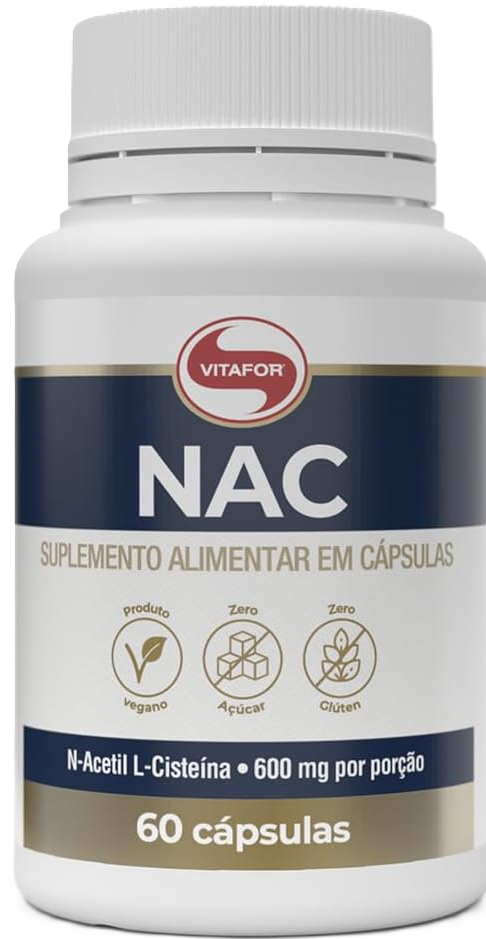 VITAFOR
NAC
SUPLEMENTO ALIMENTAR EM CÁPSULAS
Produto vegano
Zero Açúcar
Zero Glúten
N-Acetil L-Cisteína • 600 mg por porção
60 cápsulas